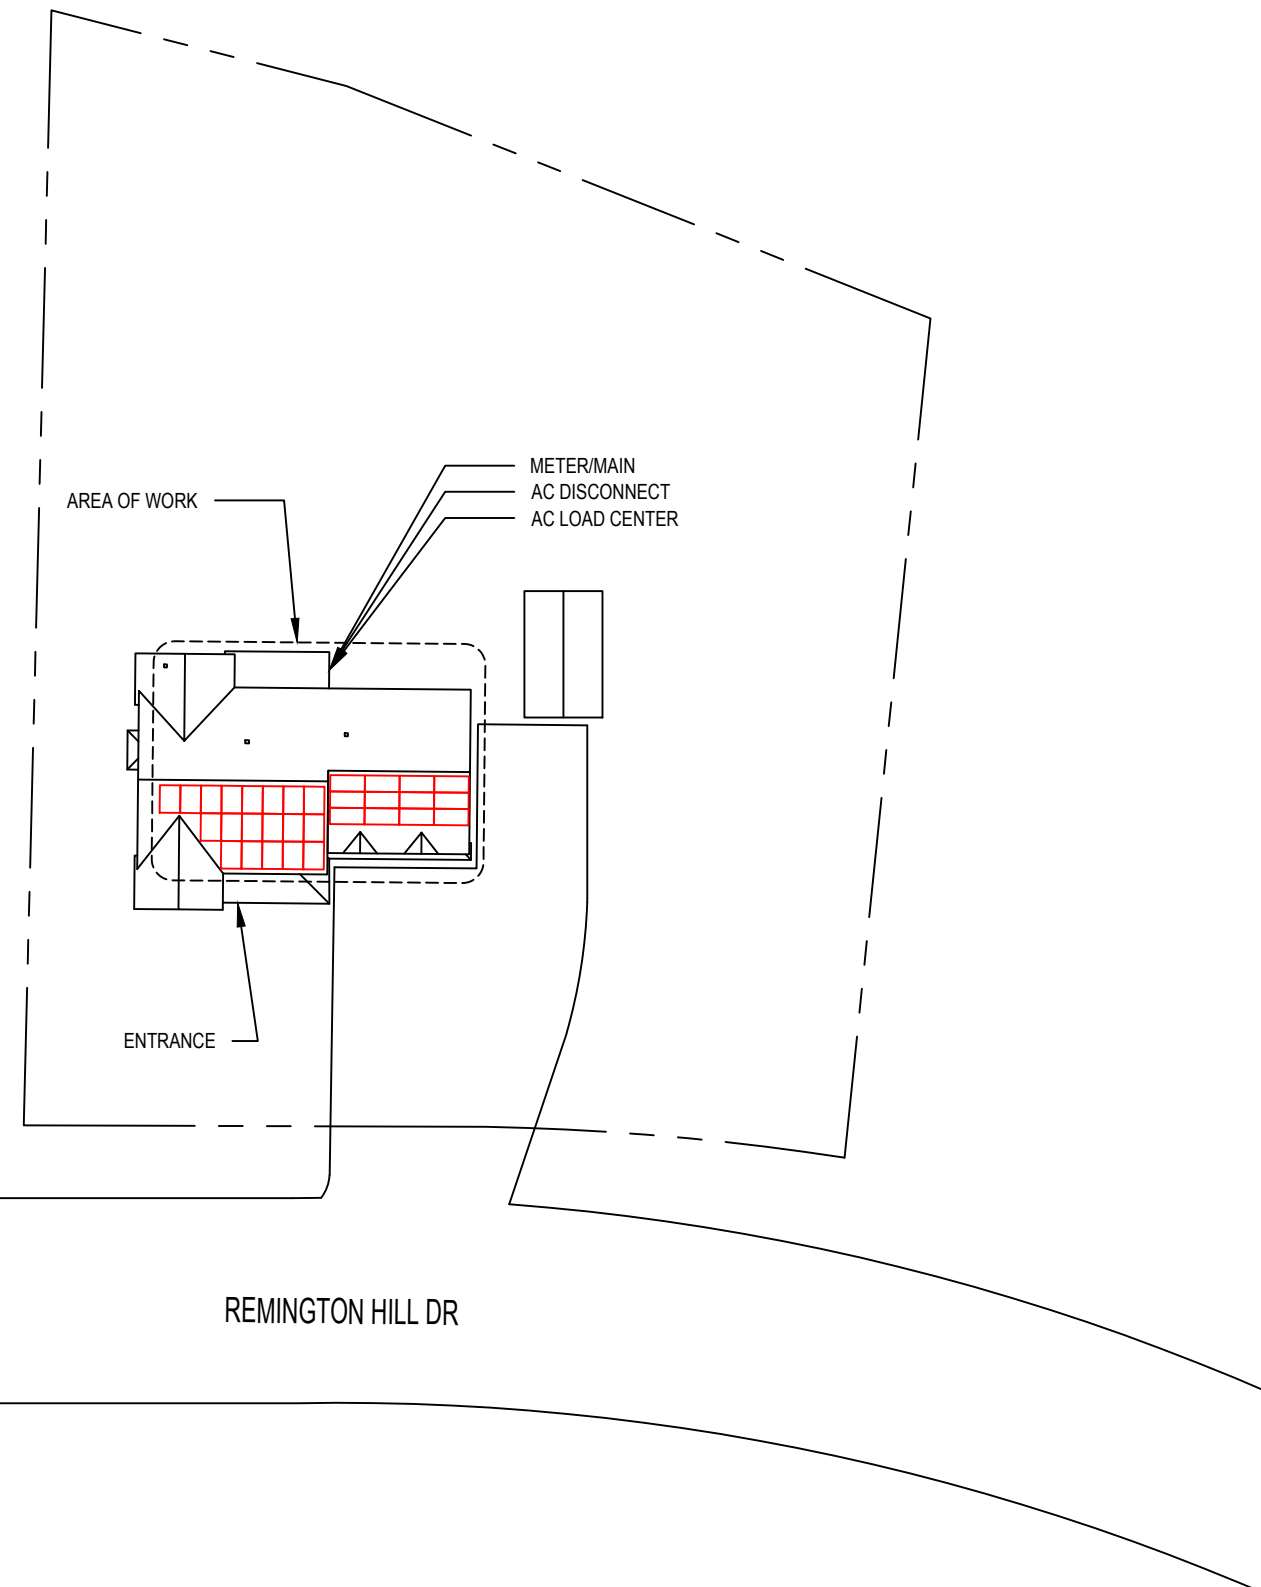 METER/MAIN
AC DISCONNECT
AC LOAD CENTER
AREA OF WORK
ENTRANCE
REMINGTON HILL DR